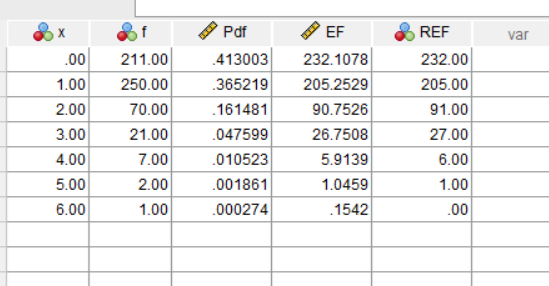 x f Pdf EF REF var
.00 211.00 .413003 232.1078 232.00
1.00 250.00 .365219 205.2529 205.00
2.00 70.00 .161481 90.7526 91.00
3.00 21.00 .047599 26.7508 27.00
4.00 7.00 .010523 5.9139 6.00
5.00 2.00 .001861 1.0459 1.00
6.00 1.00 .000274 .1542 .00